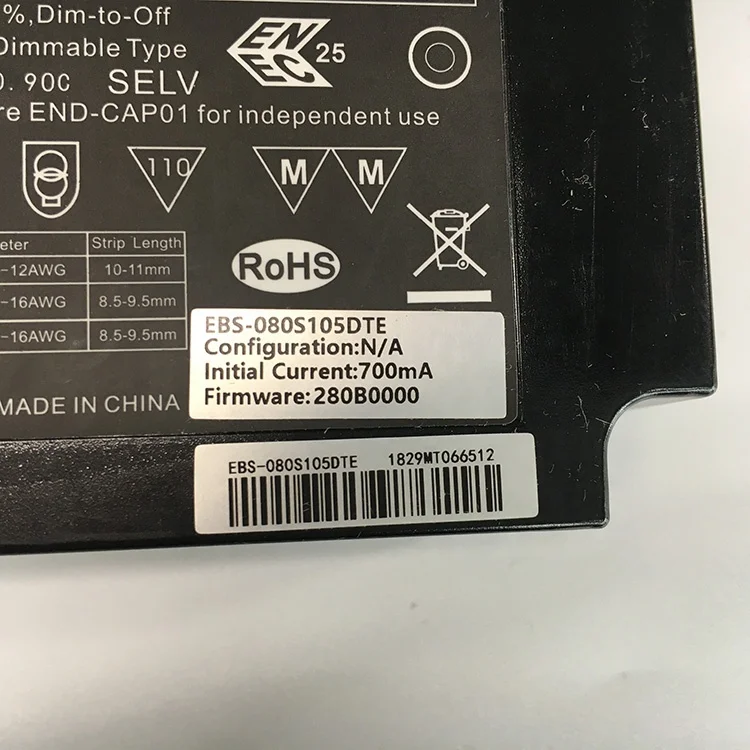 %,Dim-to-Off
Dimmable Type
0.90C SELV
re END-CAP01 for independent use
EN
EC
25
110
M M
eter Strip Length
-12AWG 10-11mm
-16AWG 8.5-9.5mm
-16AWG 8.5-9.5mm
RoHS
MADE IN CHINA
EBS-080S105DTE
Configuration:N/A
Initial Current:700mA
Firmware:280B0000
EBS-080S105DTE 1829MT066512